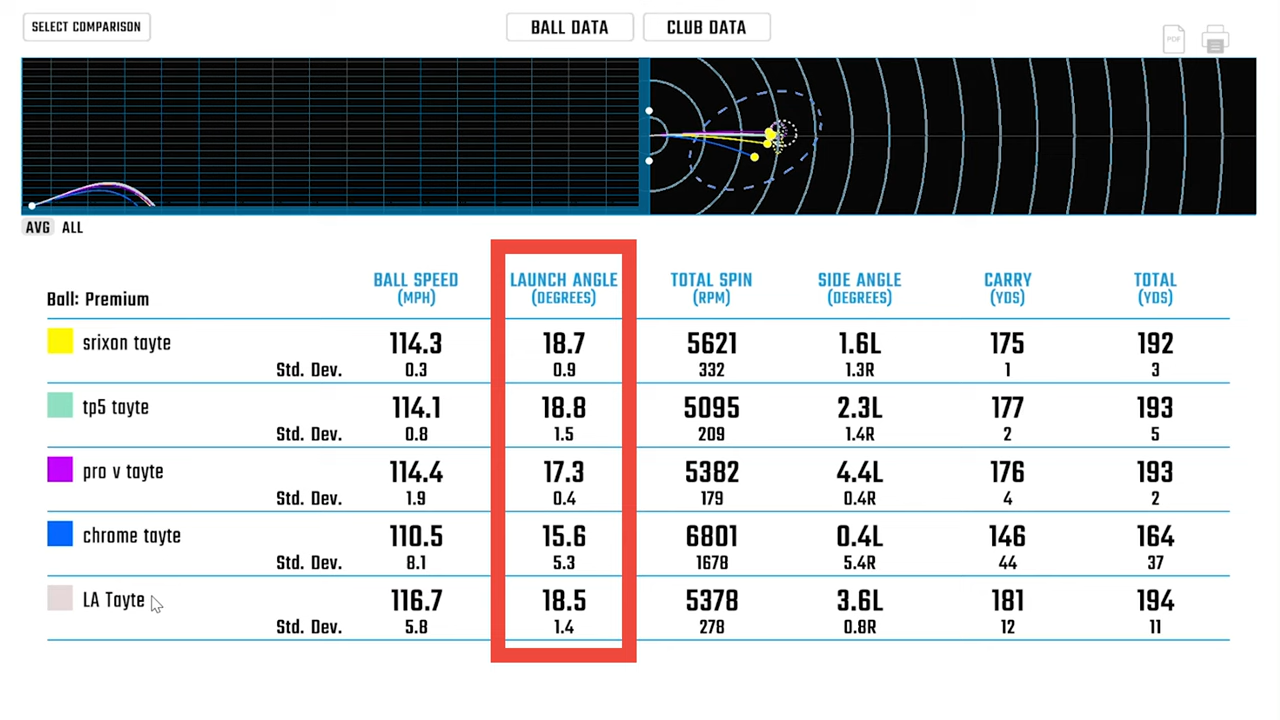 SELECT COMPARISON
BALL DATA
CLUB DATA
PDF
AVG ALL
Ball: Premium
BALL SPEED (MPH)
LAUNCH ANGLE (DEGREES)
TOTAL SPIN (RPM)
SIDE ANGLE (DEGREES)
CARRY (YDS)
TOTAL (YDS)
srixon tayte 114.3 18.7 5621 1.6L 175 192
Std. Dev. 0.3 0.9 332 1.3R 1 3
tp5 tayte 114.1 18.8 5095 2.3L 177 193
Std. Dev. 0.8 1.5 209 1.4R 2 5
pro v tayte 114.4 17.3 5382 4.4L 176 193
Std. Dev. 1.9 0.4 179 0.4R 4 2
chrome tayte 110.5 15.6 6801 0.4L 146 164
Std. Dev. 8.1 5.3 1678 5.4R 44 37
LA Tayte 116.7 18.5 5378 3.6L 181 194
Std. Dev. 5.8 1.4 278 0.8R 12 11